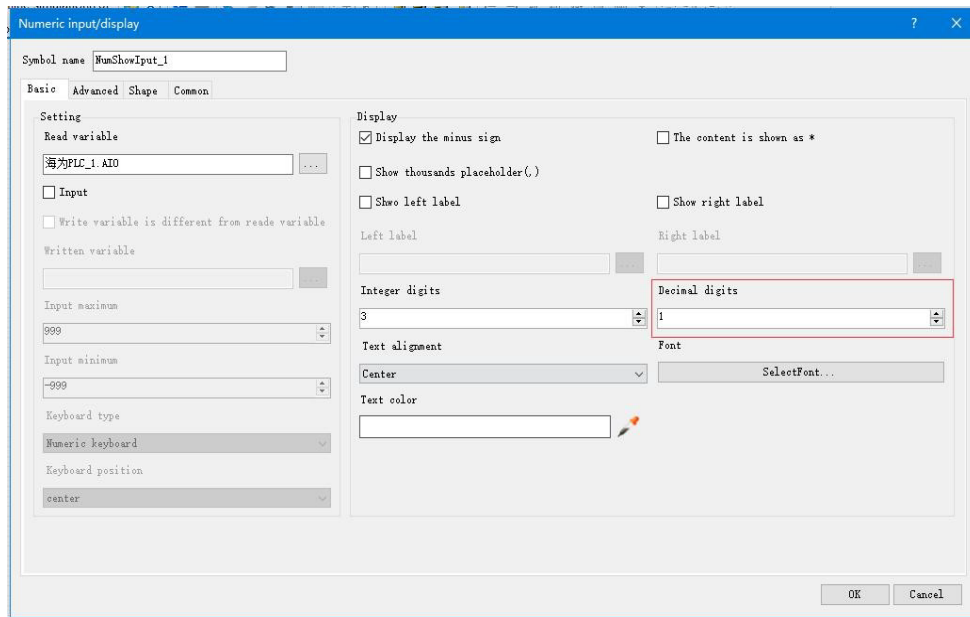 Numeric input/display
Symbol name NumShowIput_1
Basic Advanced Shape Common
Setting
Read variable
海为PLC_1.AI0
...
Input
Write variable is different from reade variable
Written variable
...
Input maximum
999
Input minimum
-999
Keyboard type
Numeric keyboard
Keyboard position
center
Display
Display the minus sign
The content is shown as *
Show thousands placeholder(,)
Shwo left label
Show right label
Left label
Right label
...
...
Integer digits
Decimal digits
3
1
Text alignment
Font
Center
SelectFont...
Text color
OK
Cancel